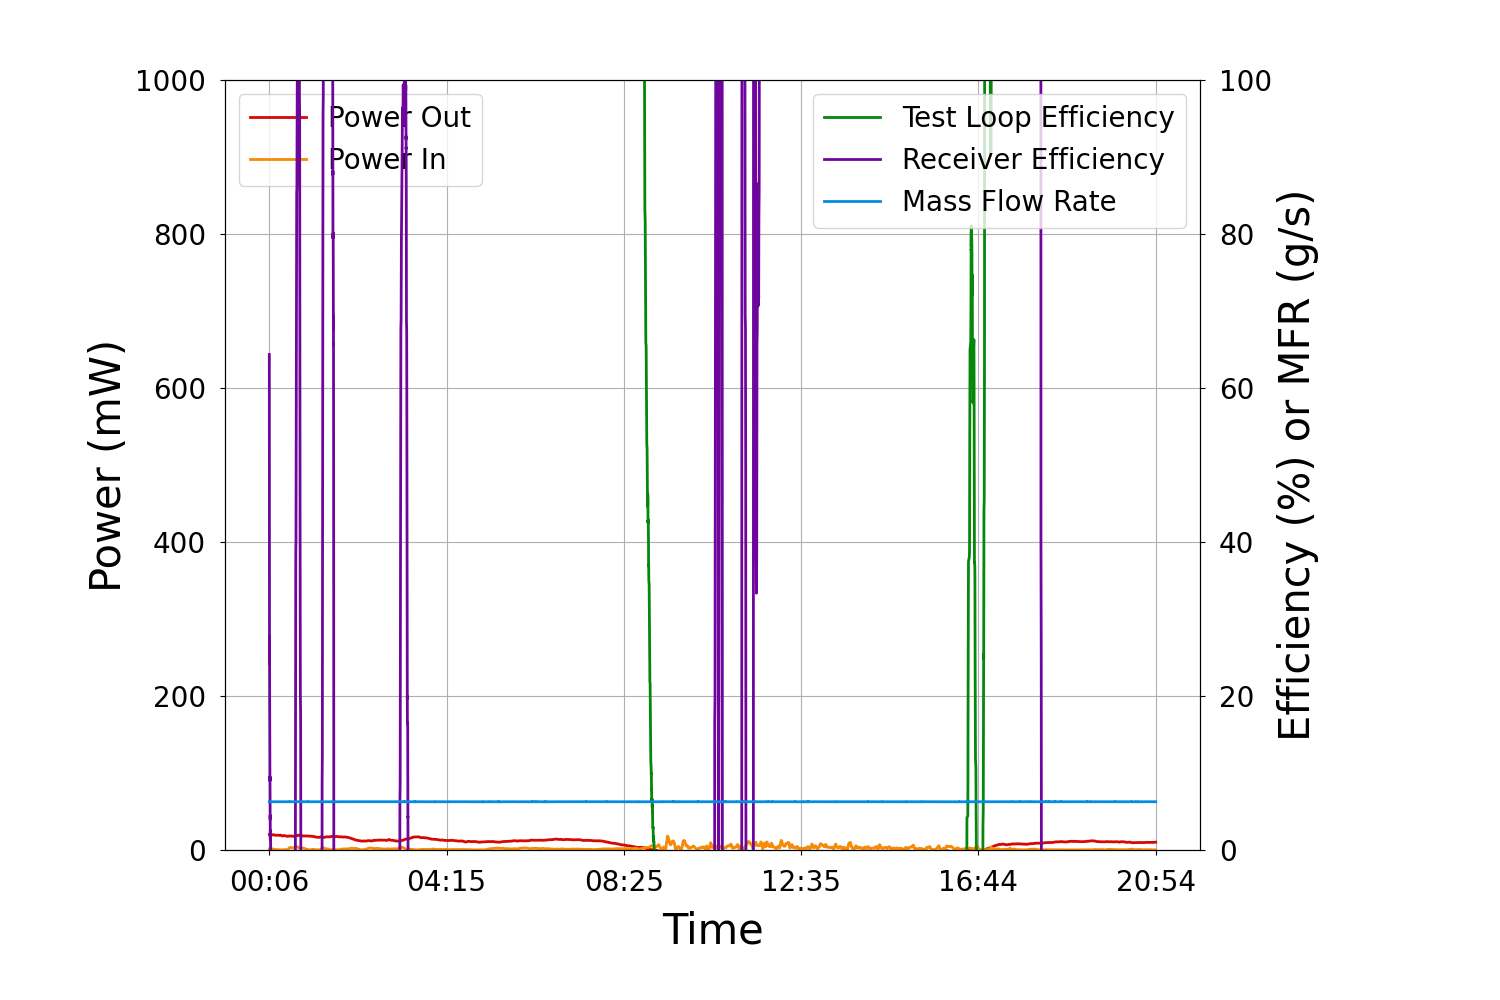 1000
800
600
400
200
0
Power (mW)
Power Out
Power In
Test Loop Efficiency
Receiver Efficiency
Mass Flow Rate
100
80
60
40
20
0
Efficiency (%) or MFR (g/s)
00:06 04:15 08:25 12:35 16:44 20:54
Time